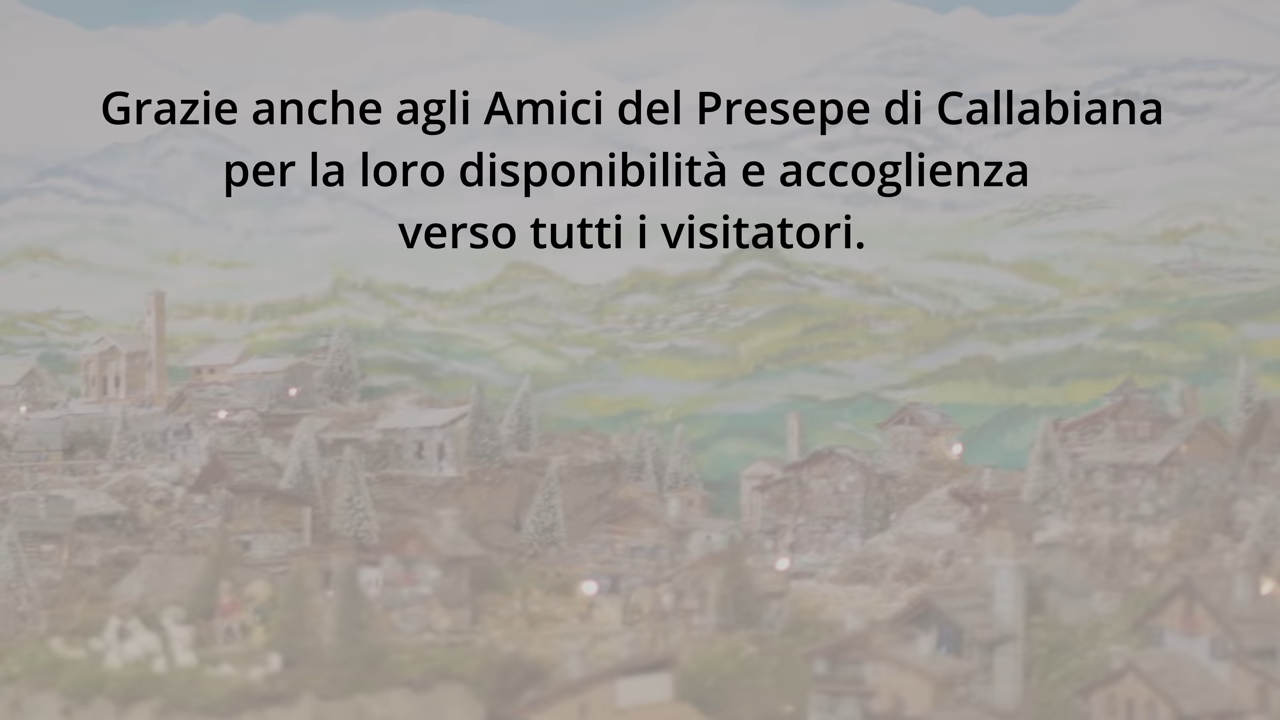 Grazie anche agli Amici del Presepe di Callabiana
per la loro disponibilità e accoglienza
verso tutti i visitatori.